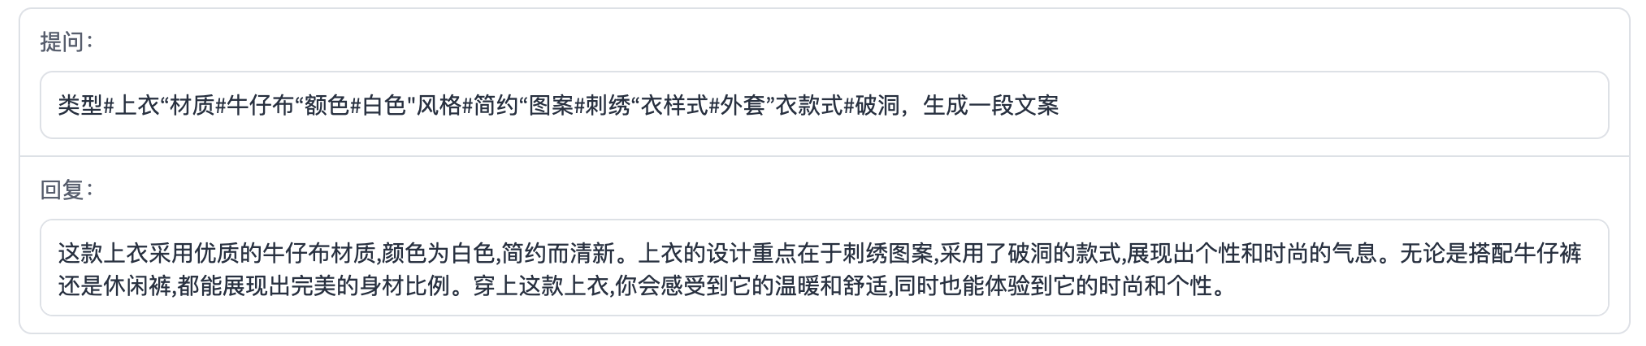 提问：
类型#上衣“材质#牛仔布“额色#白色"风格#简约“图案#刺绣“衣样式#外套”衣款式#破洞，生成一段文案
回复：
这款上衣采用优质的牛仔布材质,颜色为白色,简约而清新。上衣的设计重点在于刺绣图案,采用了破洞的款式,展现出个性和时尚的气息。无论是搭配牛仔裤
还是休闲裤,都能展现出完美的身材比例。穿上这款上衣,你会感受到它的温暖和舒适,同时也能体验到它的时尚和个性。